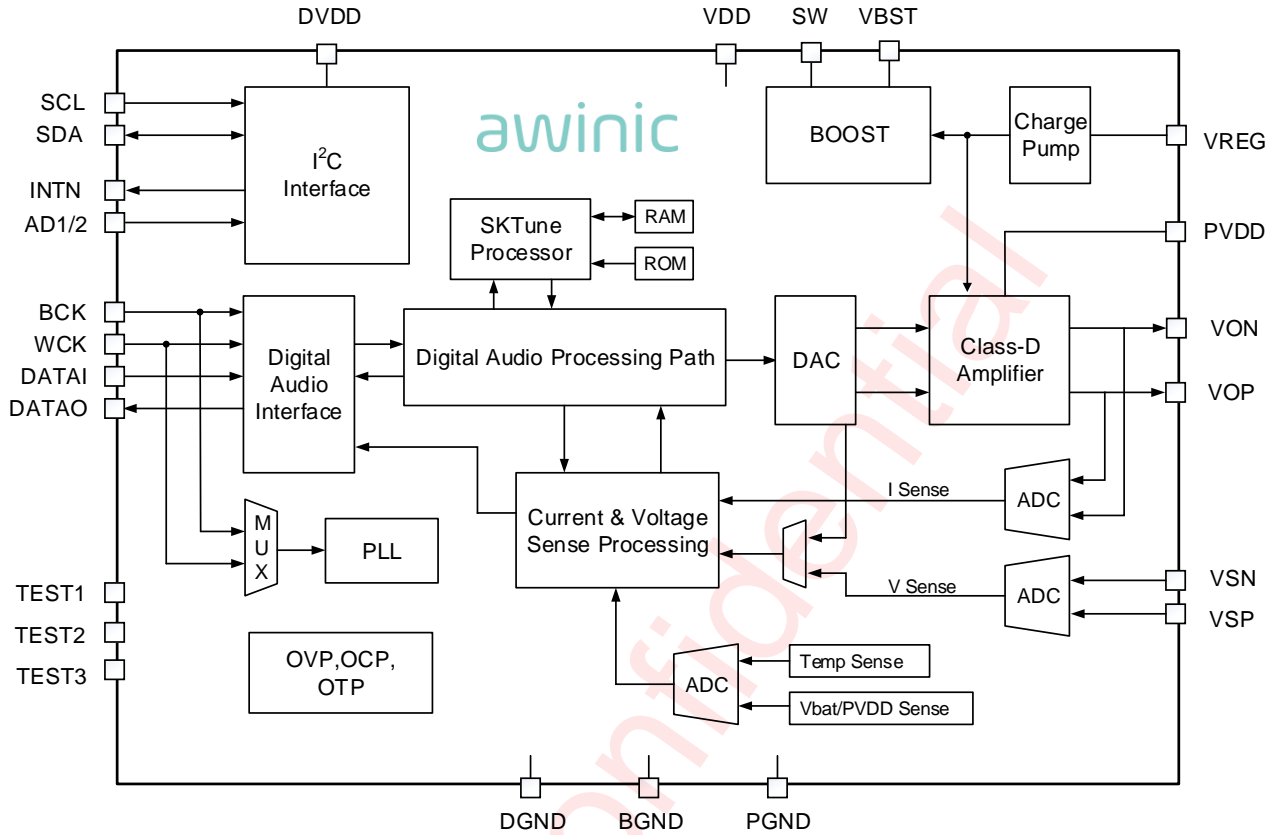 DVDD
VDD
SW
VBST
SCL
SDA
INTN
AD1/2
I²C
Interface
awinic
BOOST
Charge
Pump
VREG
SKTune
Processor
RAM
ROM
PVDD
BCK
WCK
DATAI
DATAO
Digital
Audio
Interface
Digital Audio Processing Path
DAC
Class-D
Amplifier
VON
VOP
MUX
PLL
Current & Voltage
Sense Processing
I Sense
ADC
V Sense
ADC
VSN
VSP
TEST1
TEST2
TEST3
OVP,OCP,
OTP
ADC
Temp Sense
Vbat/PVDD Sense
DGND
BGND
PGND
onfidential